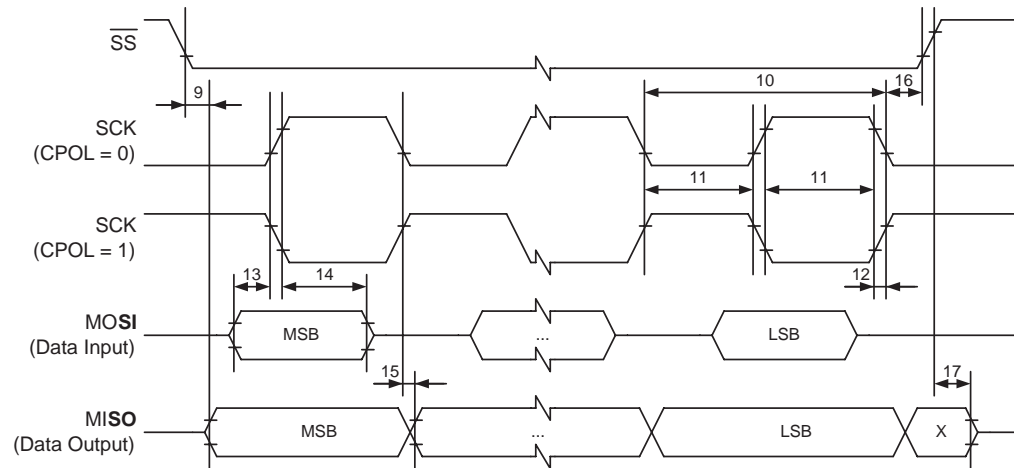 SS
10
16
9
SCK
(CPOL = 0)
11
11
SCK
(CPOL = 1)
13
14
12
MOSI
(Data Input)
MSB
...
LSB
15
17
MISO
(Data Output)
MSB
...
LSB
X